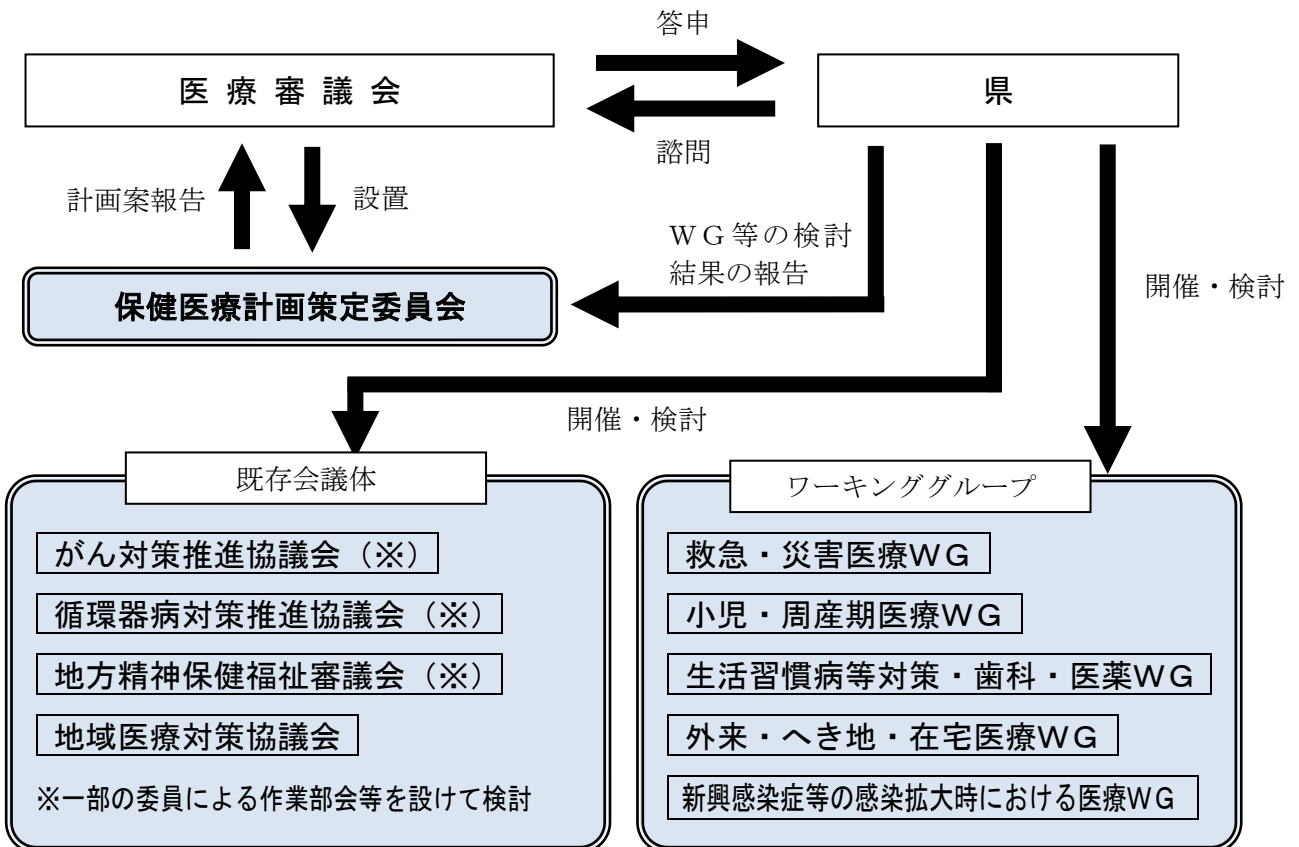 答申
医療審議会
県
諮問
計画案報告
設置
ＷＧ等の検討
結果の報告
保健医療計画策定委員会
開催・検討
開催・検討
既存会議体
がん対策推進協議会（※）
循環器病対策推進協議会（※）
地方精神保健福祉審議会（※）
地域医療対策協議会
※一部の委員による作業部会等を設けて検討
ワーキンググループ
救急・災害医療ＷＧ
小児・周産期医療ＷＧ
生活習慣病等対策・歯科・医薬ＷＧ
外来・へき地・在宅医療ＷＧ
新興感染症等の感染拡大時における医療ＷＧ